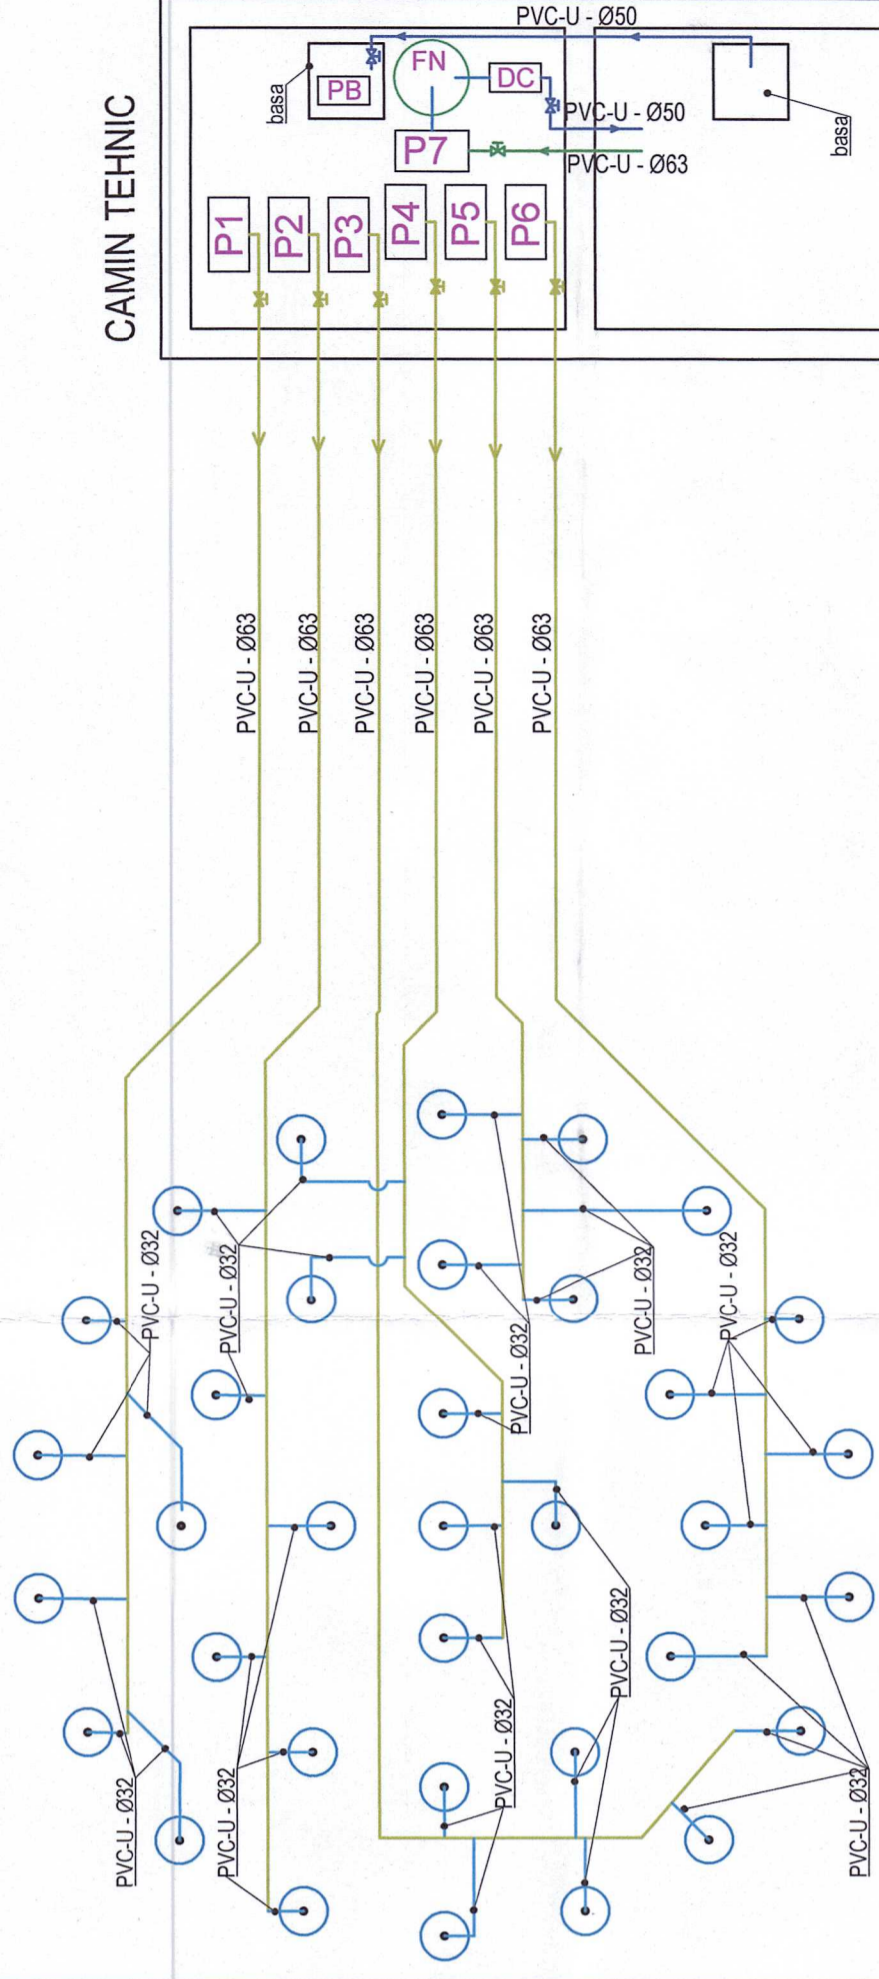 PVC-U - Ø50
CAMIN TEHNIC
basa
PB
FN
DC
PVC-U - Ø50
basa
P7
PVC-U - Ø63
P1
P2
P3
P4
P5
P6
PVC-U - Ø63
PVC-U - Ø63
PVC-U - Ø63
PVC-U - Ø63
PVC-U - Ø63
PVC-U - Ø63
PVC-U - Ø32
PVC-U - Ø32
PVC-U - Ø32
PVC-U - Ø32
PVC-U - Ø32
PVC-U - Ø32
PVC-U - Ø32
PVC-U - Ø32
PVC-U - Ø32
PVC-U - Ø32